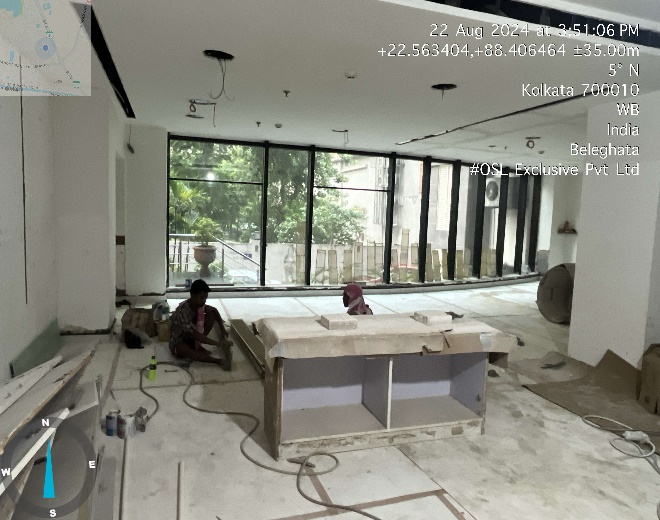 22 Aug 2024 at 3:51:06 PM
+22.563404,+88.406464 ±35.00m
5° N
Kolkata 700010
WB
India
Beleghata
#OSL Exclusive Pvt Ltd
N
W
E
S